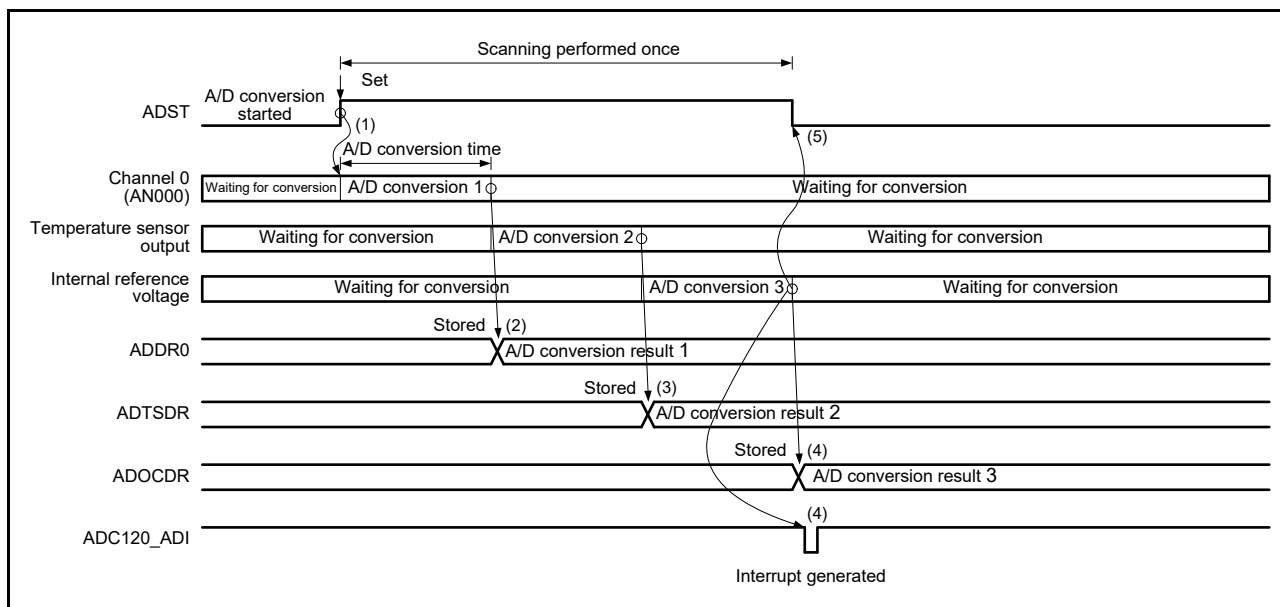 Scanning performed once
Set
A/D conversion
started
ADST
(1)
(5)
A/D conversion time
Channel 0
(AN000)
Waiting for conversion
A/D conversion 1
Waiting for conversion
Temperature sensor
output
Waiting for conversion
A/D conversion 2
Waiting for conversion
Internal reference
voltage
Waiting for conversion
A/D conversion 3
Waiting for conversion
Stored
(2)
ADDR0
A/D conversion result 1
Stored
(3)
ADTSDR
A/D conversion result 2
Stored
(4)
ADOCDR
A/D conversion result 3
(4)
ADC120_ADI
Interrupt generated